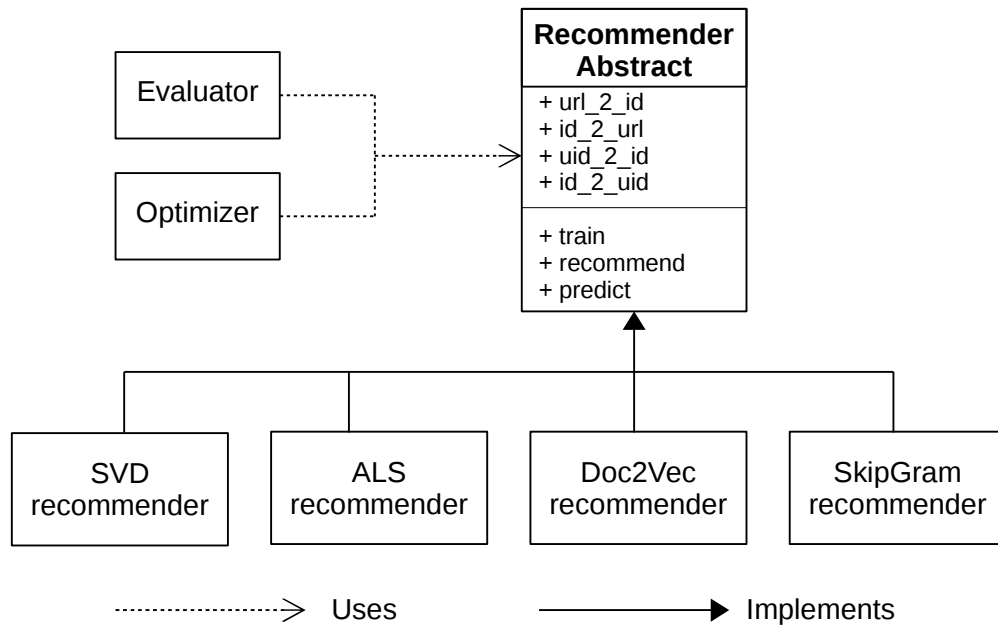 Recommender
Abstract
Evaluator
+ url_2_id
+ id_2_url
+ uid_2_id
+ id_2_uid
Optimizer
+ train
+ recommend
+ predict
SVD
recommender
ALS
recommender
Doc2Vec
recommender
SkipGram
recommender
Uses
Implements